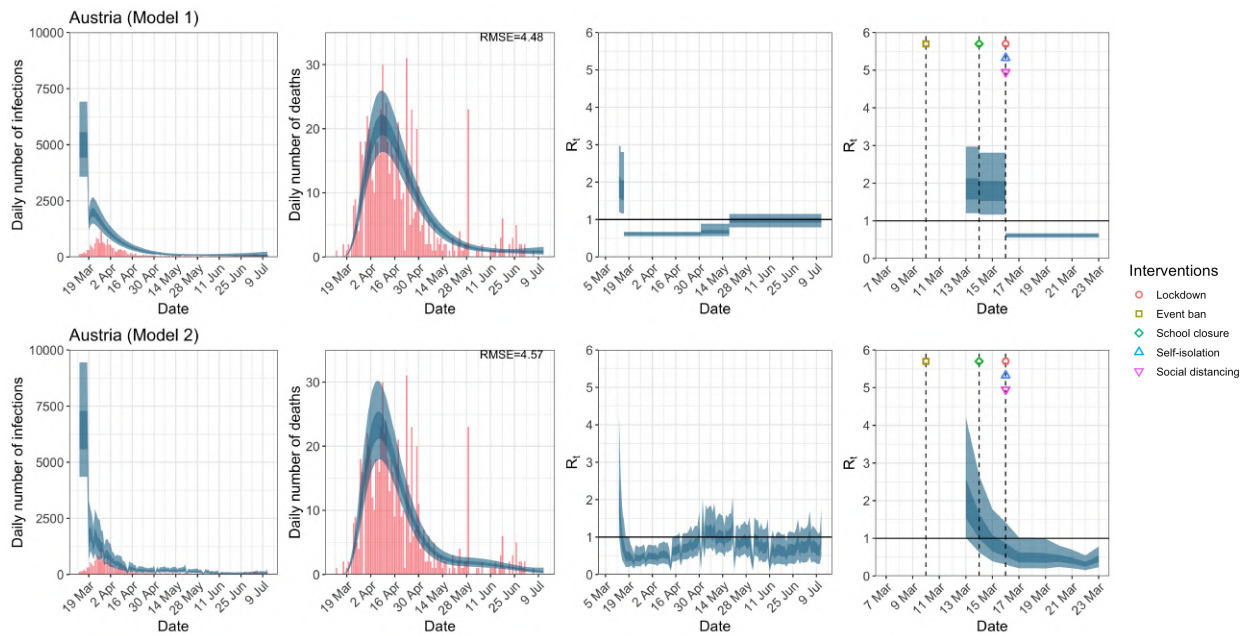 Austria (Model 1)
Daily number of infections
10000
7500
5000
2500
0
19 Mar
2 Apr
16 Apr
30 Apr
14 May
28 May
11 Jun
25 Jun
9 Jul
Date
RMSE=4.48
Daily number of deaths
30
20
10
0
19 Mar
2 Apr
16 Apr
30 Apr
14 May
28 May
11 Jun
25 Jun
9 Jul
Date
Rt
6
5
4
3
2
1
0
5 Mar
19 Mar
2 Apr
16 Apr
30 Apr
14 May
28 May
11 Jun
25 Jun
9 Jul
Date
Rt
6
5
4
3
2
1
0
7 Mar
9 Mar
11 Mar
13 Mar
15 Mar
17 Mar
19 Mar
21 Mar
23 Mar
Date
Interventions
Lockdown
Event ban
School closure
Self-isolation
Social distancing
Austria (Model 2)
Daily number of infections
10000
7500
5000
2500
0
19 Mar
2 Apr
16 Apr
30 Apr
14 May
28 May
11 Jun
25 Jun
9 Jul
Date
RMSE=4.57
Daily number of deaths
30
20
10
0
19 Mar
2 Apr
16 Apr
30 Apr
14 May
28 May
11 Jun
25 Jun
9 Jul
Date
Rt
6
5
4
3
2
1
0
5 Mar
19 Mar
2 Apr
16 Apr
30 Apr
14 May
28 May
11 Jun
25 Jun
9 Jul
Date
Rt
6
5
4
3
2
1
0
7 Mar
9 Mar
11 Mar
13 Mar
15 Mar
17 Mar
19 Mar
21 Mar
23 Mar
Date